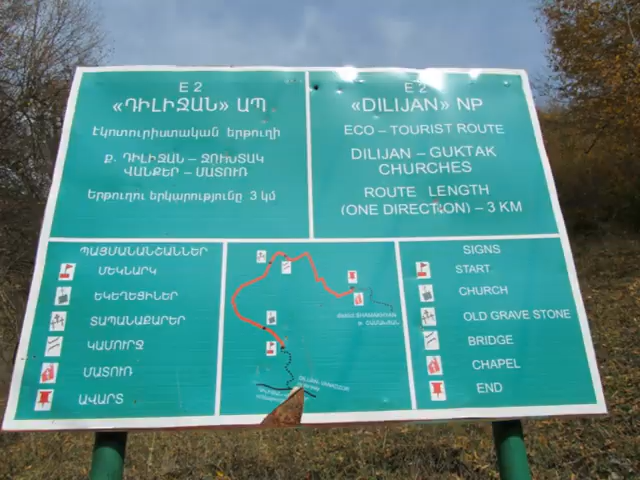 E 2
«ԴԻԼԻՋԱՆ» ԱՊ
էկոտուրիստական երթուղի
ք. ԴԻԼԻՋԱՆ – ՋՈՒԽՏԱԿ
ՎԱՆՔԵՐ – ՄԱՏՈՒՌ
Երթուղու երկարությունը 3 կմ
E 2
«DILIJAN» NP
ECO – TOURIST ROUTE
DILIJAN – GUKTAK
CHURCHES
ROUTE LENGTH
(ONE DIRECTION) – 3 KM
ՊԱՅՄԱՆԱՆՇԱՆՆԵՐ
ՄԵԿՆԱՐԿ
ԵԿԵՂԵՑԻՆԵՐ
ՏԱՊԱՆԱՔԱՐԵՐ
ԿԱՄՈՒՐՋ
ՄԱՏՈՒՌ
ԱՎԱՐՏ
SIGNS
START
CHURCH
OLD GRAVE STONE
BRIDGE
CHAPEL
END